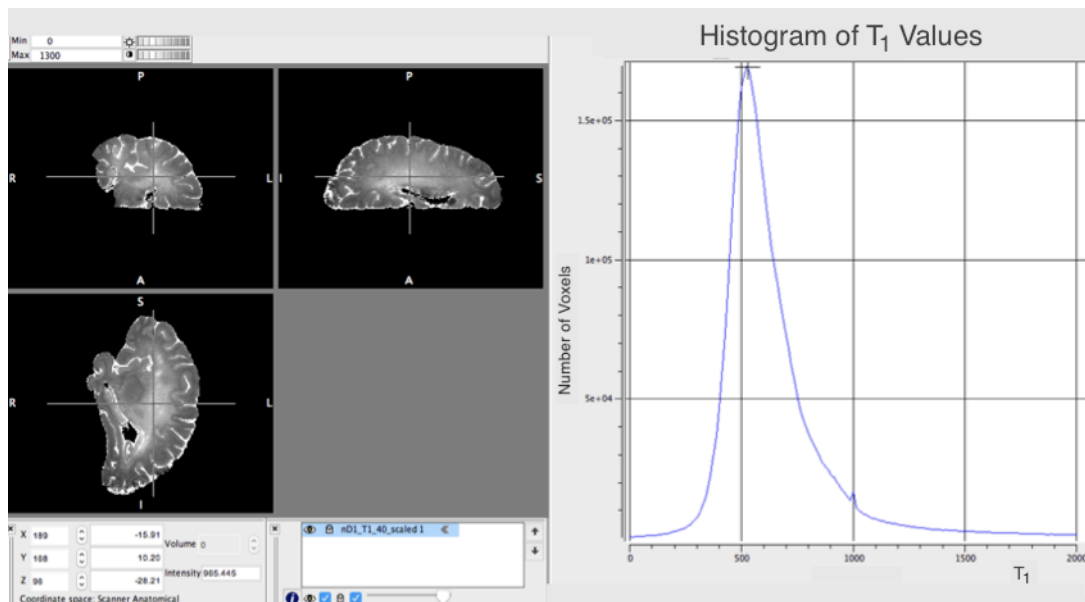 Min 0
Max 1300
P
R
L
A
P
I
S
A
S
R
L
I
X 189 -15.91
Y 168 10.20
Z 98 -28.21
Volume 0
Intensity 965.445
Coordinate space: Scanner Anatomical
nD1_T1_40_scaled 1
Histogram of T1 Values
Number of Voxels
1.5e+05
1e+05
5e+04
0 500 1000 1500 2000
T1